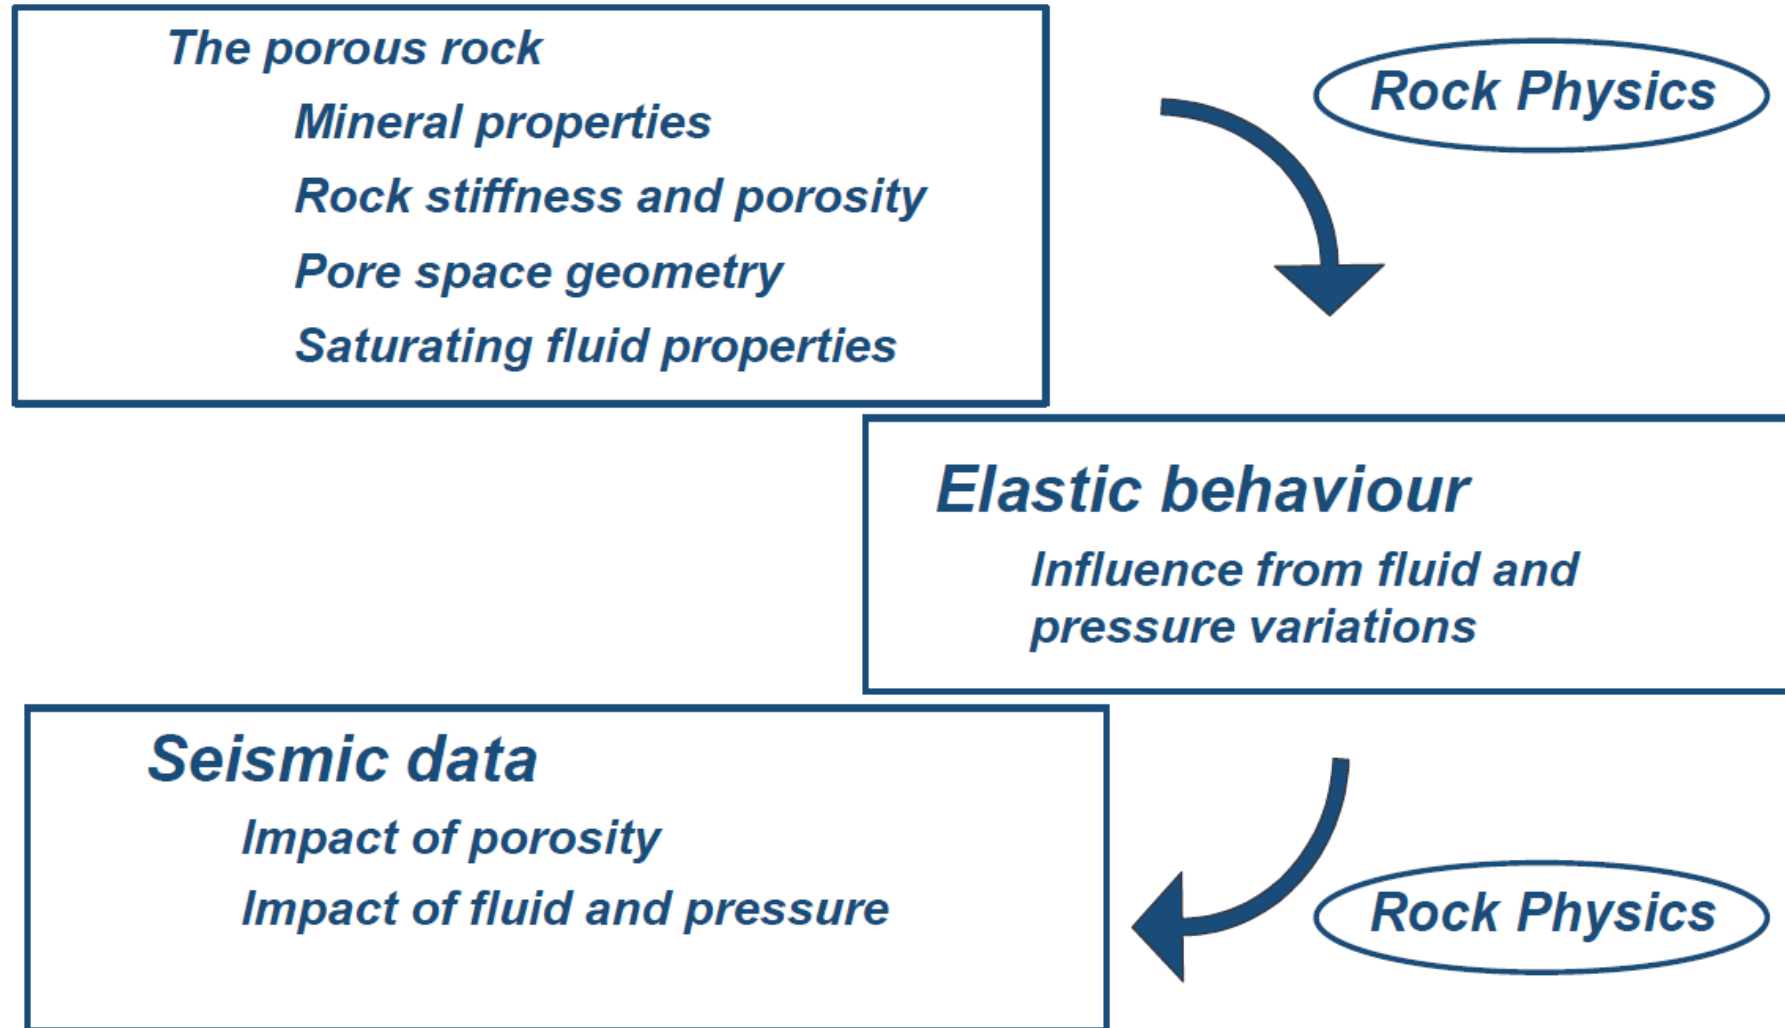 The porous rock
Mineral properties
Rock stiffness and porosity
Pore space geometry
Saturating fluid properties
Rock Physics
Elastic behaviour
Influence from fluid and
pressure variations
Seismic data
Impact of porosity
Impact of fluid and pressure
Rock Physics